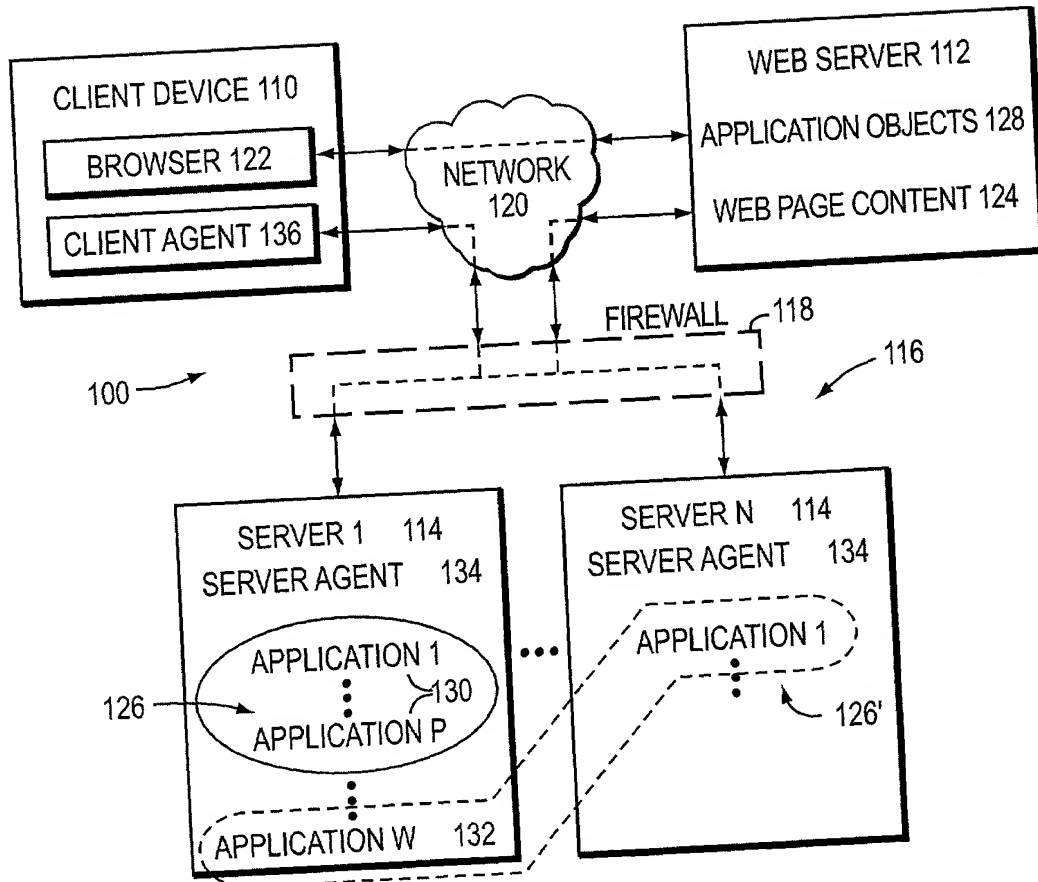 CLIENT DEVICE 110
BROWSER 122
CLIENT AGENT 136
NETWORK
120
WEB SERVER 112
APPLICATION OBJECTS 128
WEB PAGE CONTENT 124
FIREWALL
118
100
116
SERVER 1 114
SERVER AGENT 134
APPLICATION 1
130
126
APPLICATION P
APPLICATION W 132
SERVER N 114
SERVER AGENT 134
APPLICATION 1
126'